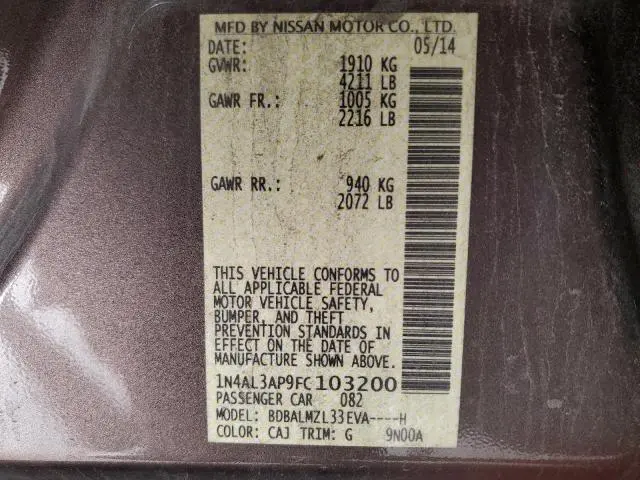 MFD BY NISSAN MOTOR CO., LTD.
DATE: 05/14
GVWR: 1910 KG
4211 LB
GAWR FR.: 1005 KG
2216 LB
GAWR RR.: 940 KG
2072 LB
THIS VEHICLE CONFORMS TO
ALL APPLICABLE FEDERAL
MOTOR VEHICLE SAFETY,
BUMPER, AND THEFT
PREVENTION STANDARDS IN
EFFECT ON THE DATE OF
MANUFACTURE SHOWN ABOVE.
1N4AL3AP9FC103200
PASSENGER CAR 082
MODEL: BDBALMZL33EVA----H
COLOR: CAJ TRIM: G 9N00A